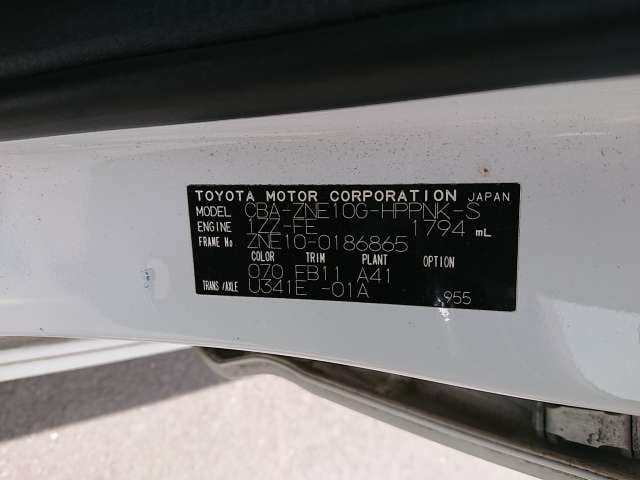 TOYOTA MOTOR CORPORATION JAPAN
MODEL CBA-ZNE10G-HPPNK-S
ENGINE 1ZZ-FE 1794 mL
FRAME No ZNE10-0186865
COLOR TRIM PLANT OPTION
070 FB11 A41
TRANS/AXLE U341E -01A 955